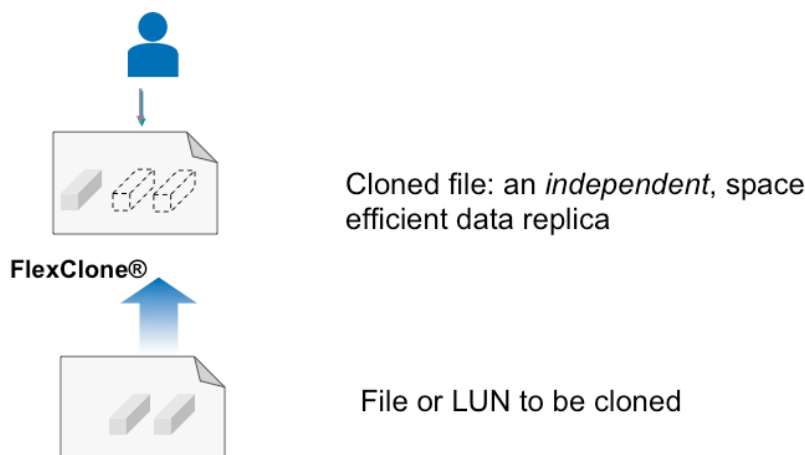 Cloned file: an independent, space
efficient data replica
FlexClone®
File or LUN to be cloned